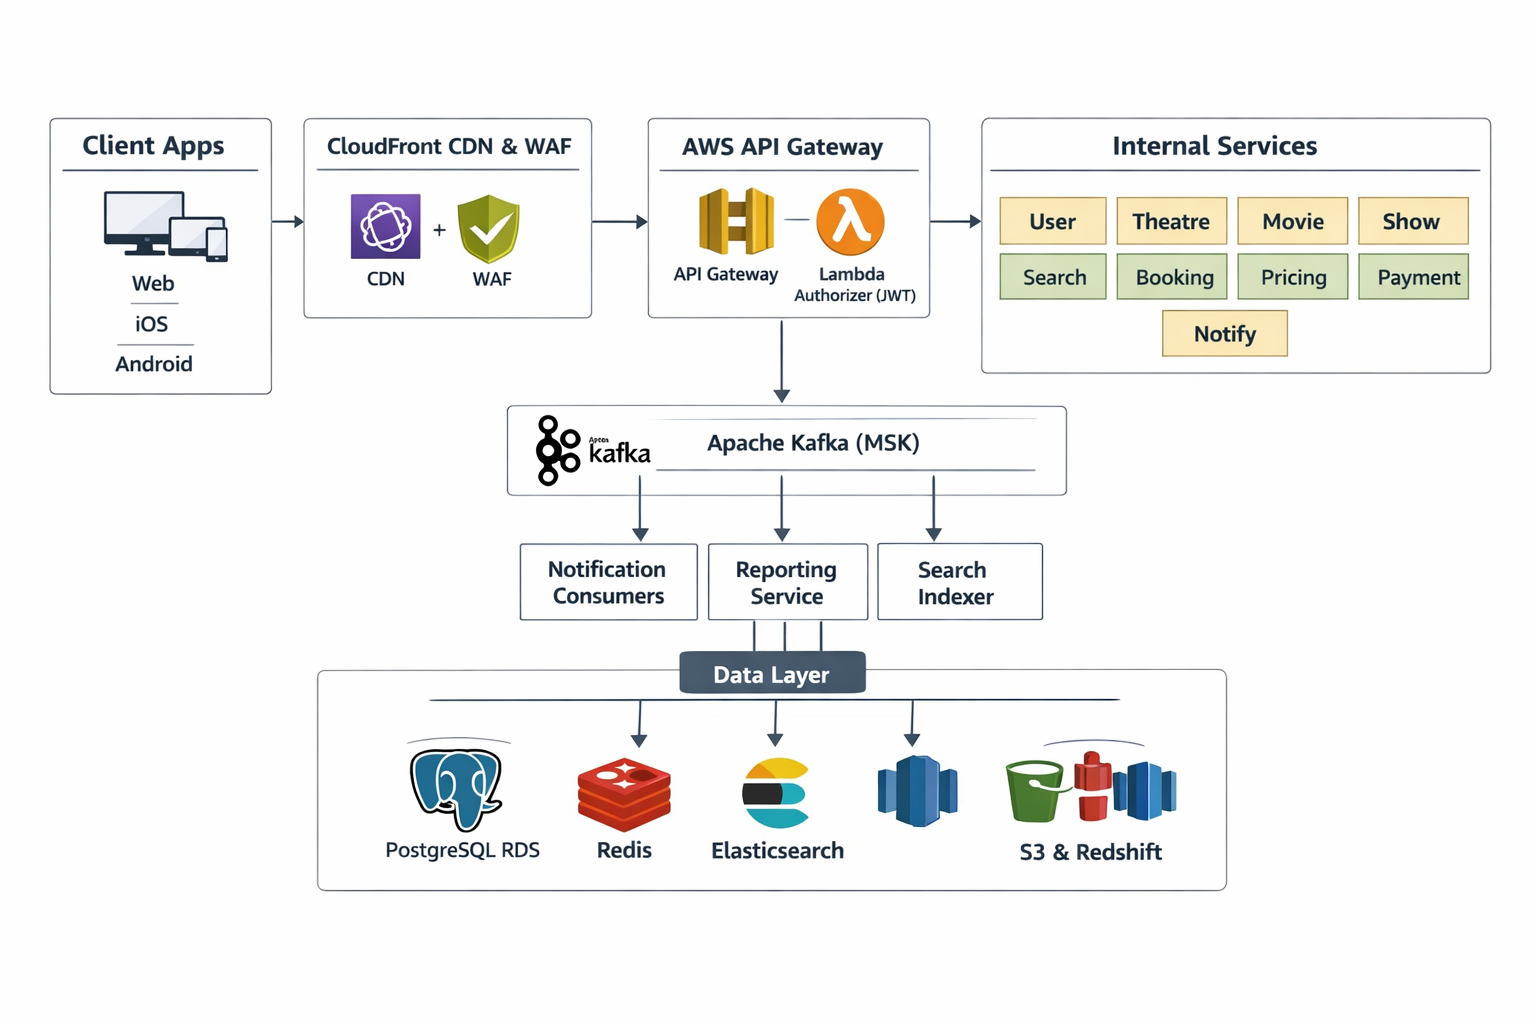 Client Apps
Web
iOS
Android
CloudFront CDN & WAF
+
CDN
WAF
AWS API Gateway
API Gateway
Lambda
Authorizer (JWT)
Internal Services
User
Theatre
Movie
Show
Search
Booking
Pricing
Payment
Notify
kafka
Apache Kafka (MSK)
Notification
Consumers
Reporting
Service
Search
Indexer
Data Layer
PostgreSQL RDS
Redis
Elasticsearch
S3 & Redshift